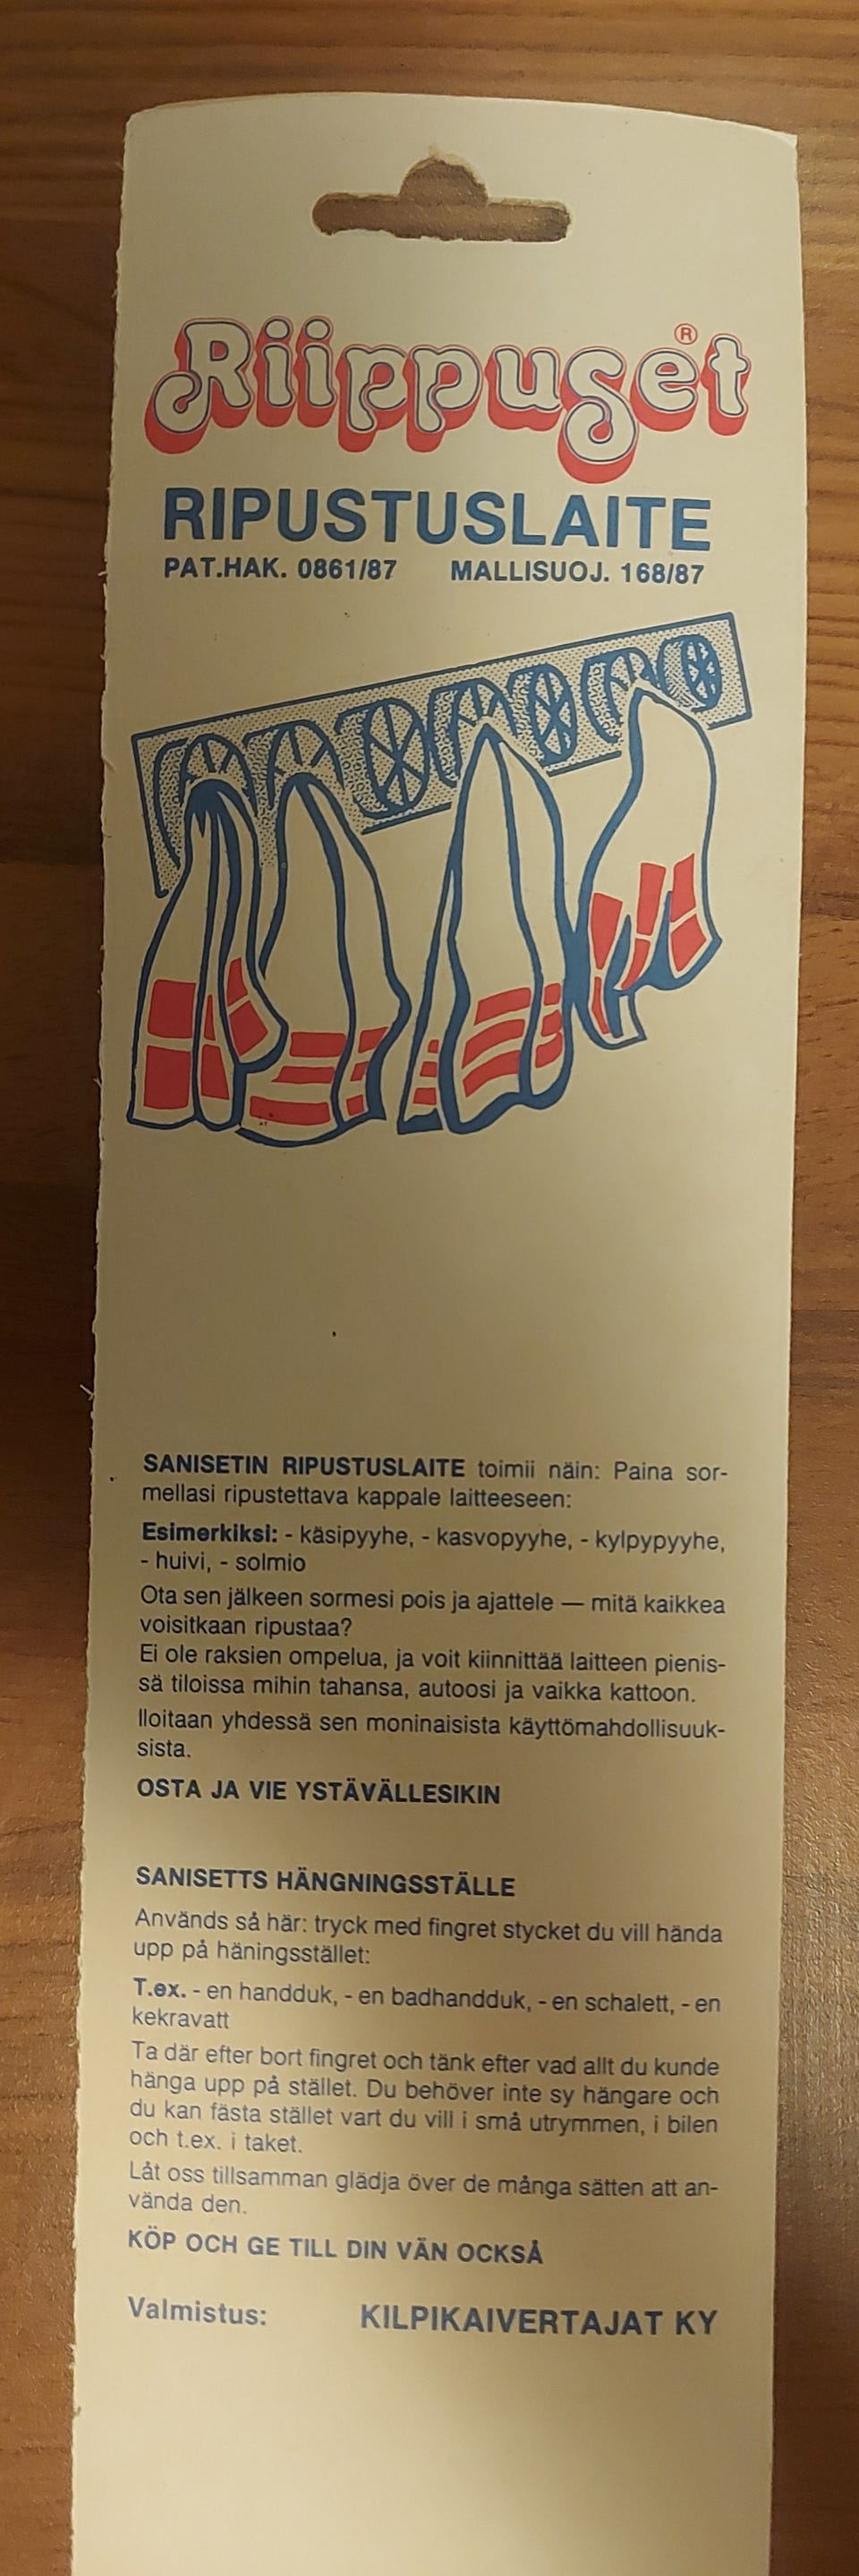 Riippuset ®
RIPUSTUSLAITE
PAT.HAK. 0861/87 MALLISUOJ. 168/87
SANISETIN RIPUSTUSLAITE toimii näin: Paina sor-
mellasi ripustettava kappale laitteeseen:
Esimerkiksi: - käsipyyhe, - kasvopyyhe, - kylpypyyhe,
- huivi, - solmio
Ota sen jälkeen sormesi pois ja ajattele — mitä kaikkea
voisitkaan ripustaa?
Ei ole raksien ompelua, ja voit kiinnittää laitteen pienis-
sä tiloissa mihin tahansa, autoosi ja vaikka kattoon.
Iloitaan yhdessä sen moninaisista käyttömahdollisuuk-
sista.
OSTA JA VIE YSTÄVÄLLESIKIN
SANISETTS HÄNGNINGSSTÄLLE
Används så här: tryck med fingret stycket du vill hända
upp på häningsstället:
T.ex. - en handduk, - en badhandduk, - en schalett, - en
kekravatt
Ta där efter bort fingret och tänk efter vad allt du kunde
hänga upp på stället. Du behöver inte sy hängare och
du kan fästa stället vart du vill i små utrymmen, i bilen
och t.ex. i taket.
Låt oss tillsamman glädja över de många sätten att an-
vända den.
KÖP OCH GE TILL DIN VÄN OCKSÅ
Valmistus: KILPIKAIVERTAJAT KY